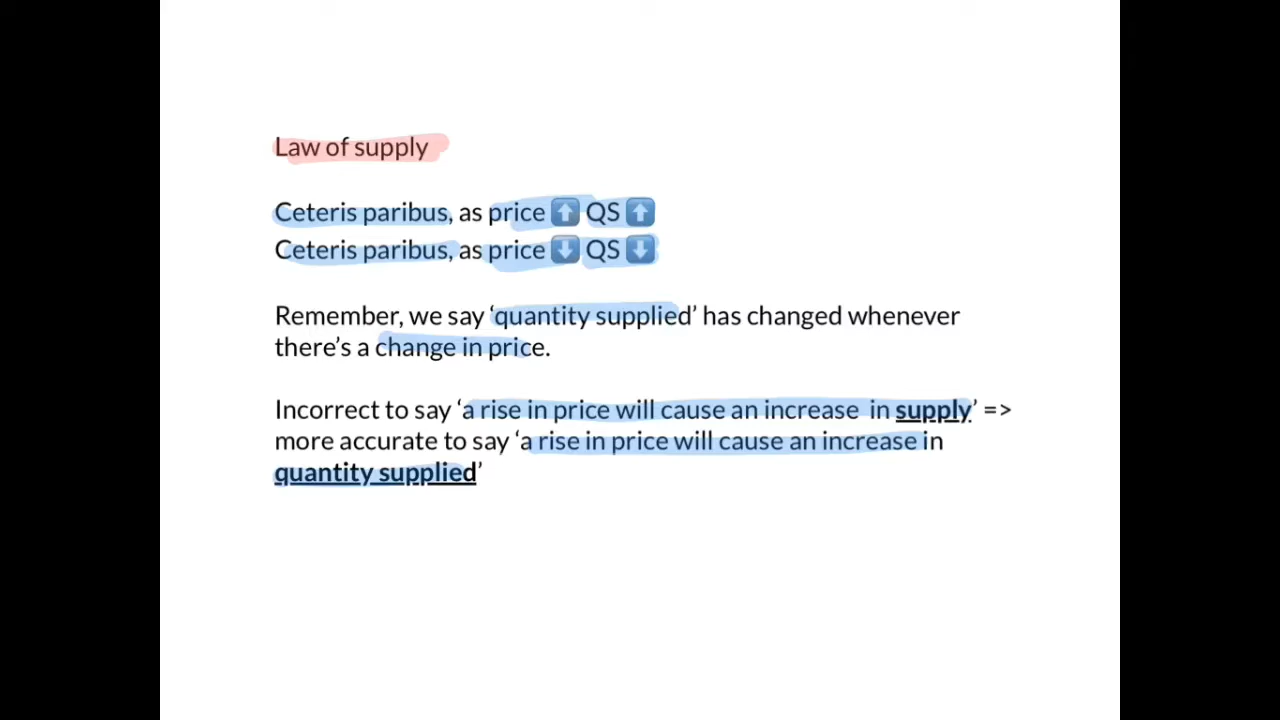 Law of supply
Ceteris paribus, as price ⬆️ QS ⬆️
Ceteris paribus, as price ⬇️ QS ⬇️
Remember, we say ‘quantity supplied’ has changed whenever
there’s a change in price.
Incorrect to say ‘a rise in price will cause an increase in supply’ =>
more accurate to say ‘a rise in price will cause an increase in
quantity supplied’